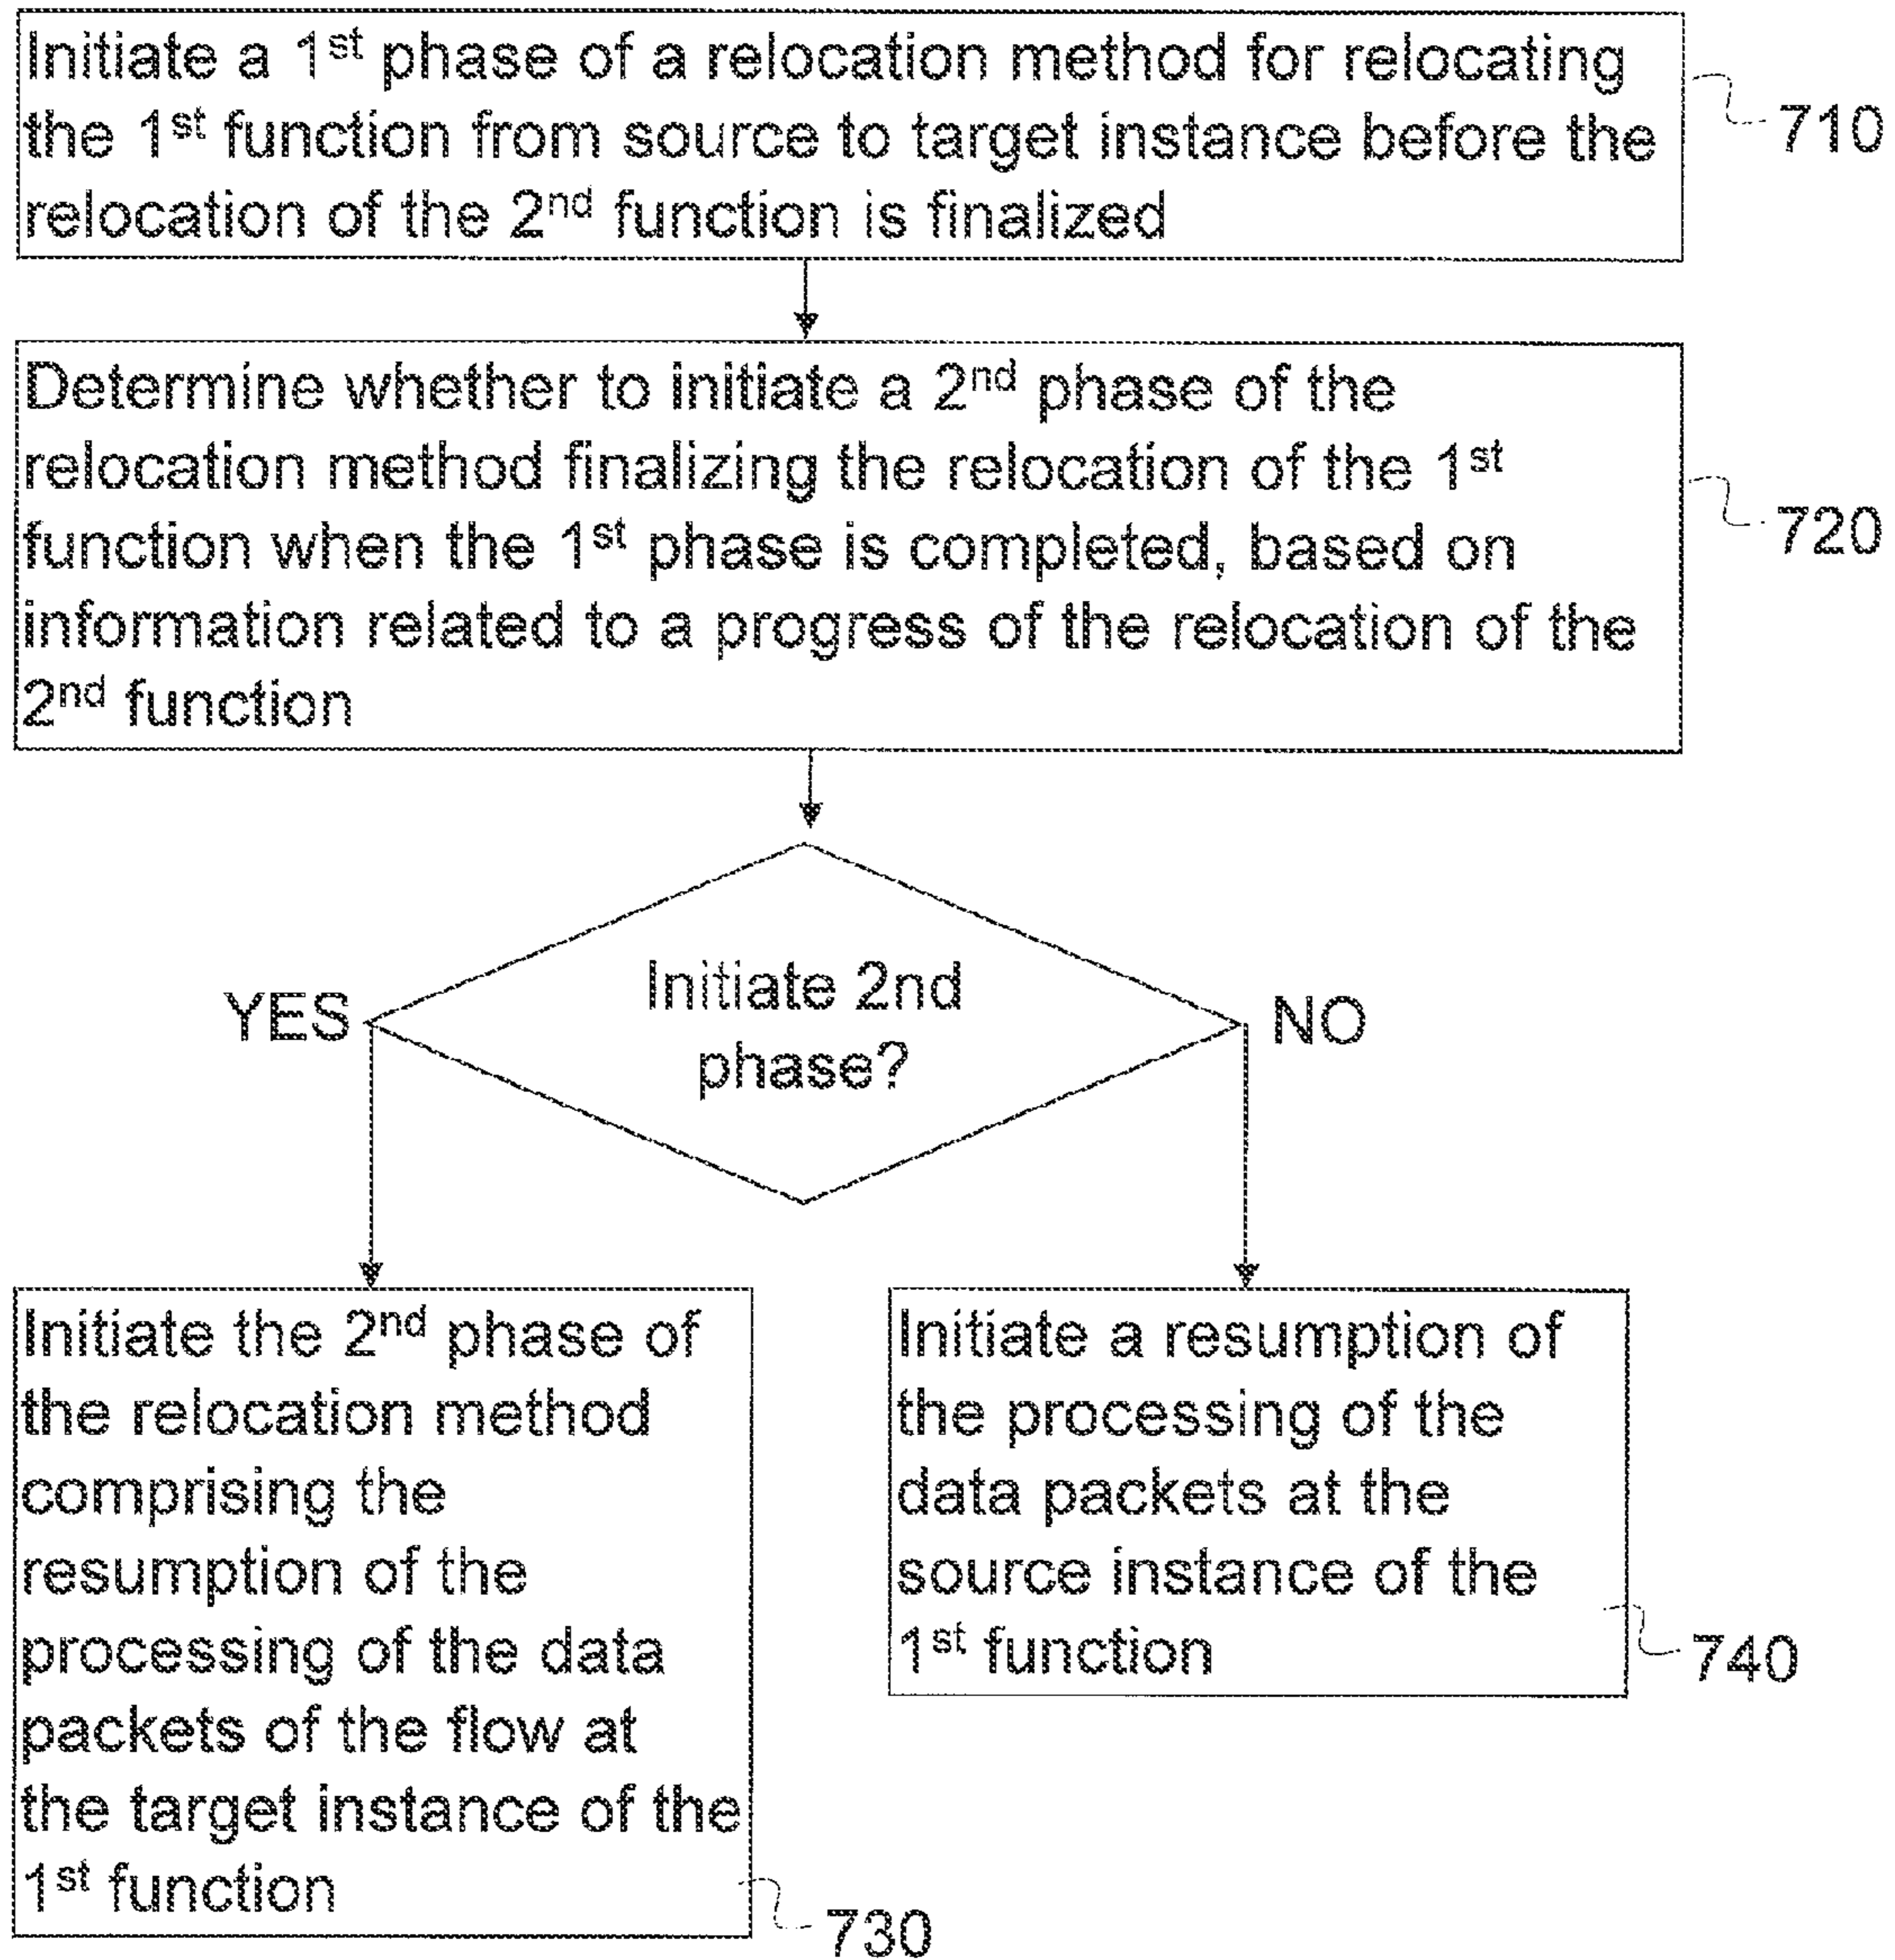 Initiate a 1st phase of a relocation method for relocating
the 1st function from source to target instance before the
relocation of the 2nd function is finalized
710
Determine whether to initiate a 2nd phase of the
relocation method finalizing the relocation of the 1st
function when the 1st phase is completed, based on
information related to a progress of the relocation of the
2nd function
720
Initiate 2nd
phase?
YES
NO
Initiate the 2nd phase of
the relocation method
comprising the
resumption of the
processing of the data
packets of the flow at
the target instance of the
1st function
730
Initiate a resumption of
the processing of the
data packets at the
source instance of the
1st function
740